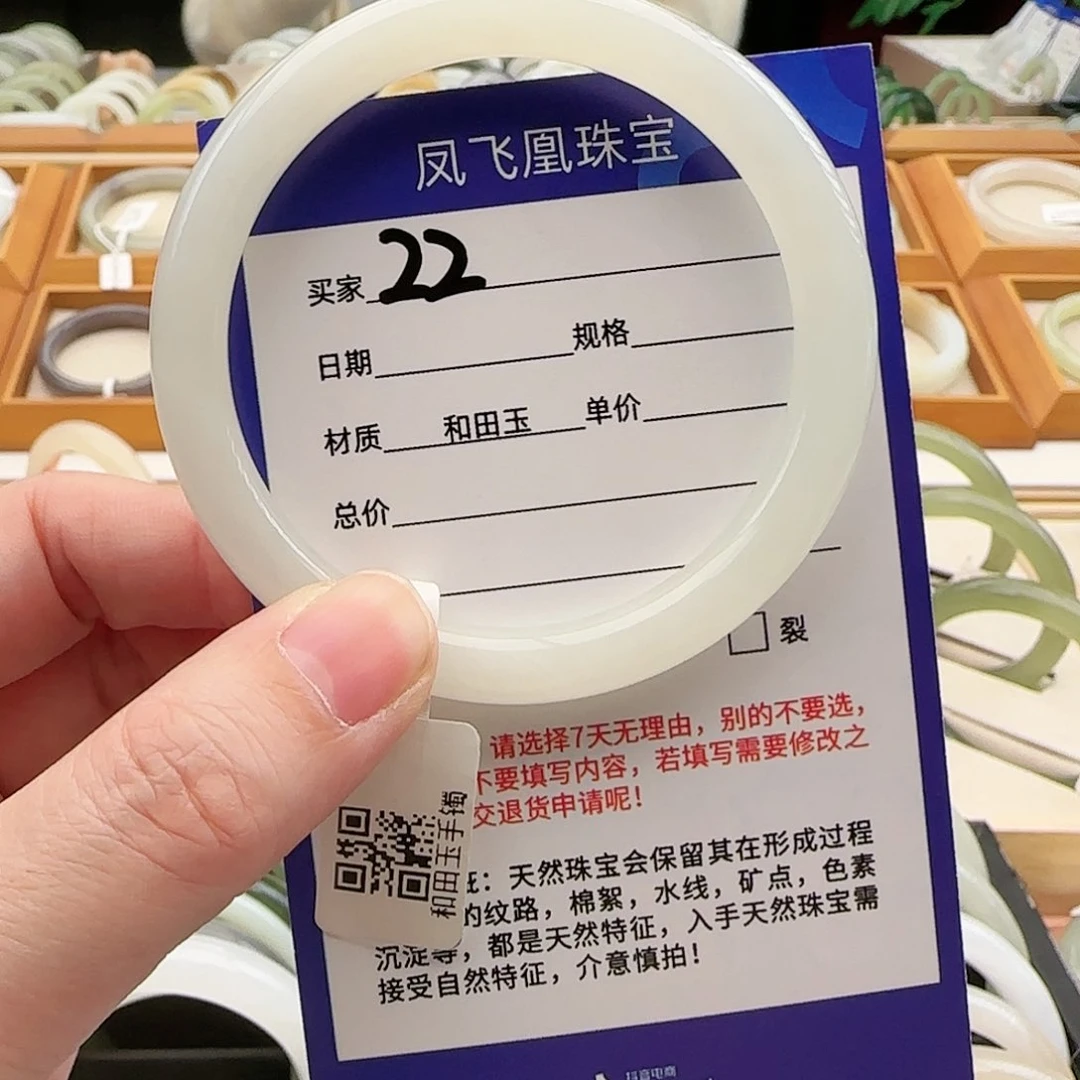 凤飞凰珠宝
买家 22
日期 规格
材质 和田玉 单价
总价
裂
请选择7天无理由，别的不要选，
不要填写内容，若填写需要修改之
交退货申请呢！
：天然珠宝会保留其在形成过程
的纹路，棉絮，水线，矿点，色素
沉淀等，都是天然特征，入手天然珠宝需
接受自然特征，介意慎拍！
和田玉手镯
抖音电商